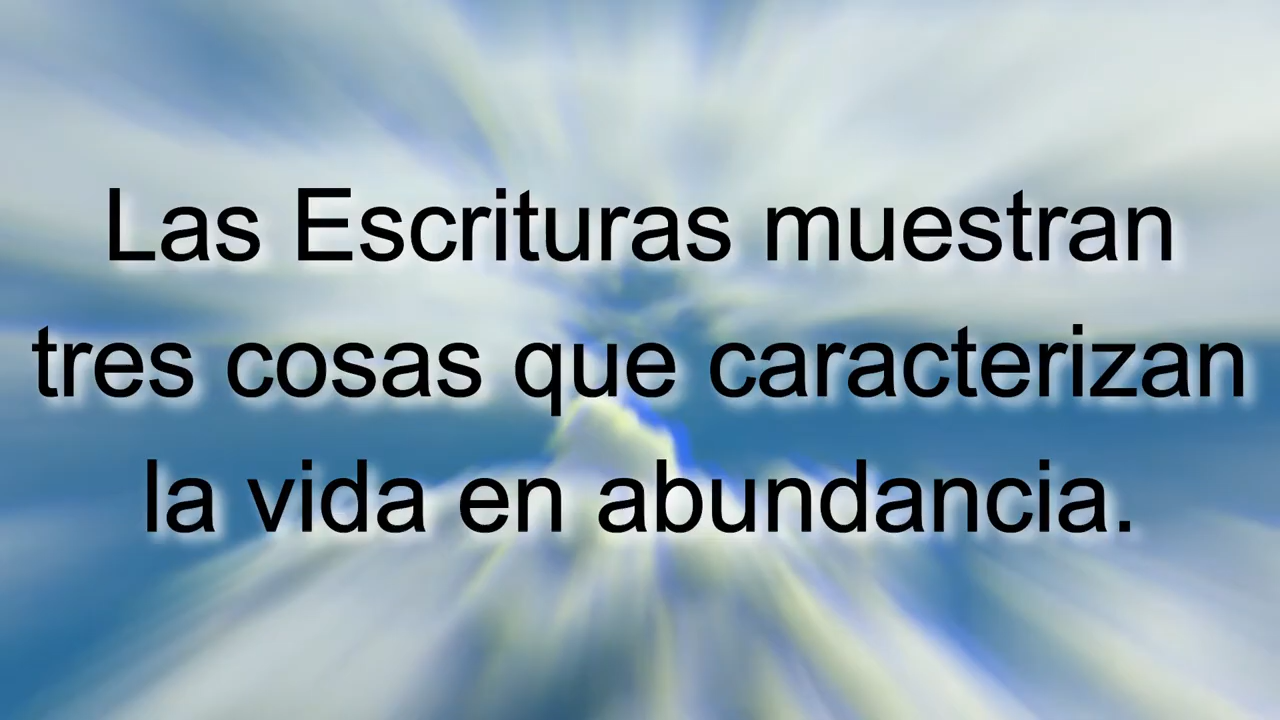 Las Escrituras muestran
tres cosas que caracterizan
la vida en abundancia.